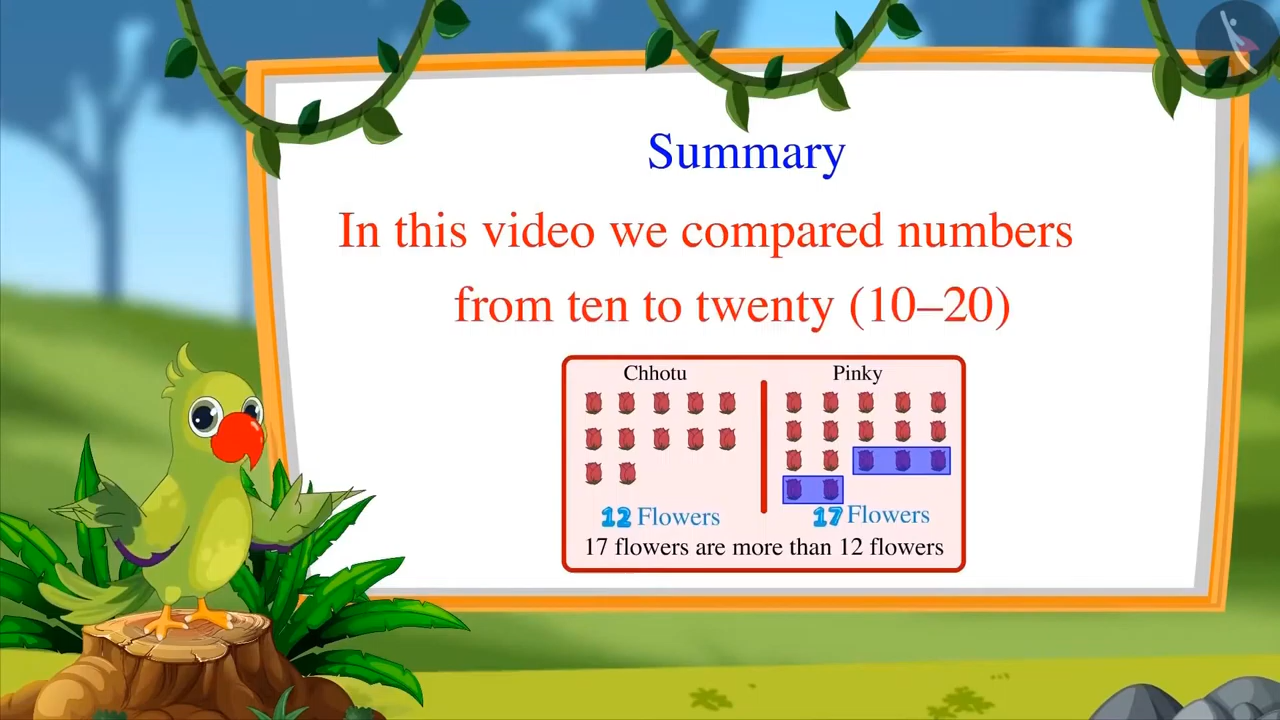 Summary
In this video we compared numbers
from ten to twenty (10–20)
Chhotu
Pinky
12 Flowers
17 Flowers
17 flowers are more than 12 flowers